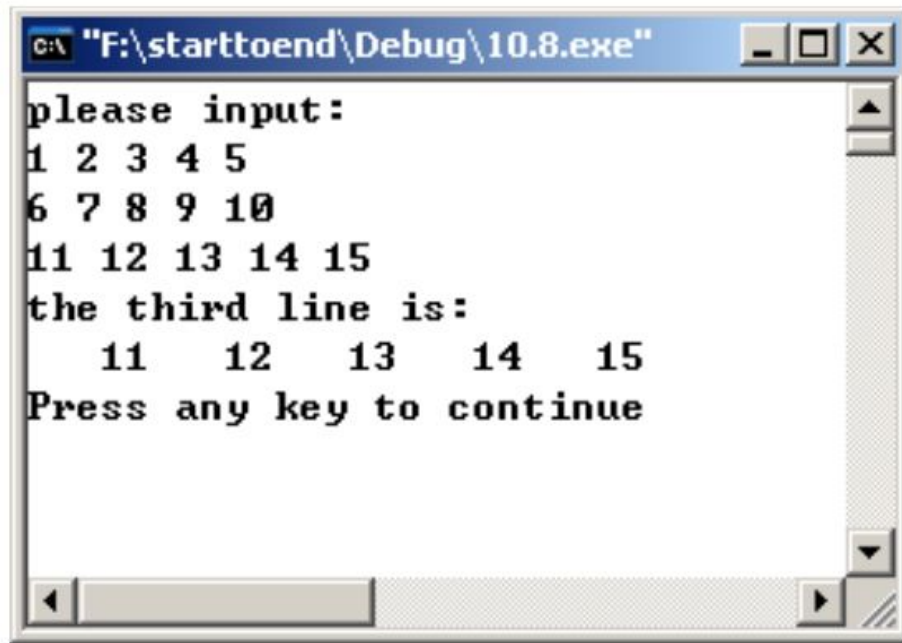 "F:\starttoend\Debug\10.8.exe"
please input:
1 2 3 4 5
6 7 8 9 10
11 12 13 14 15
the third line is:
   11   12   13   14   15
Press any key to continue